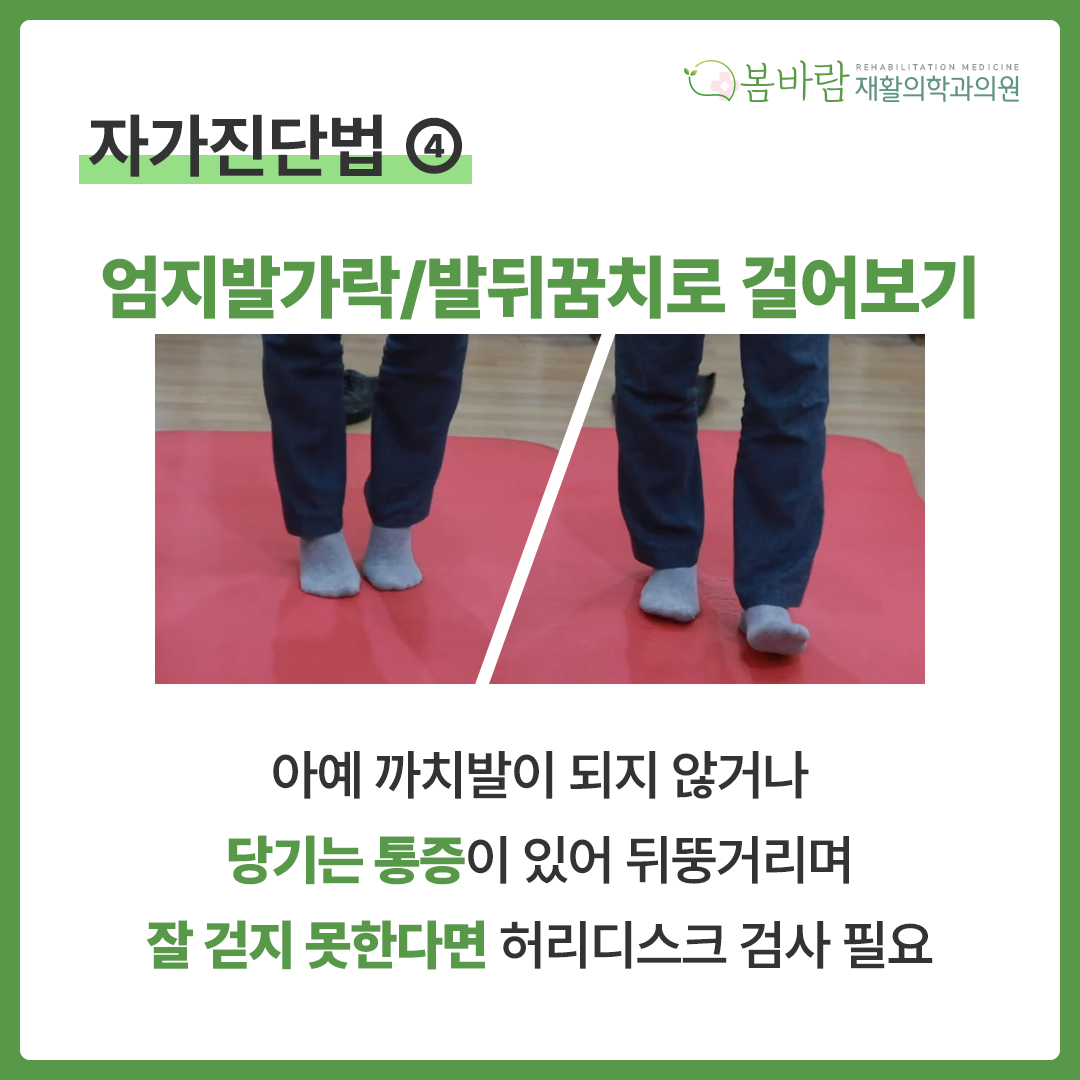 봄바람 REHABILITATION MEDICINE 재활의학과의원
자가진단법 ④
엄지발가락/발뒤꿈치로 걸어보기
아예 까치발이 되지 않거나
당기는 통증이 있어 뒤뚱거리며
잘 걷지 못한다면 허리디스크 검사 필요